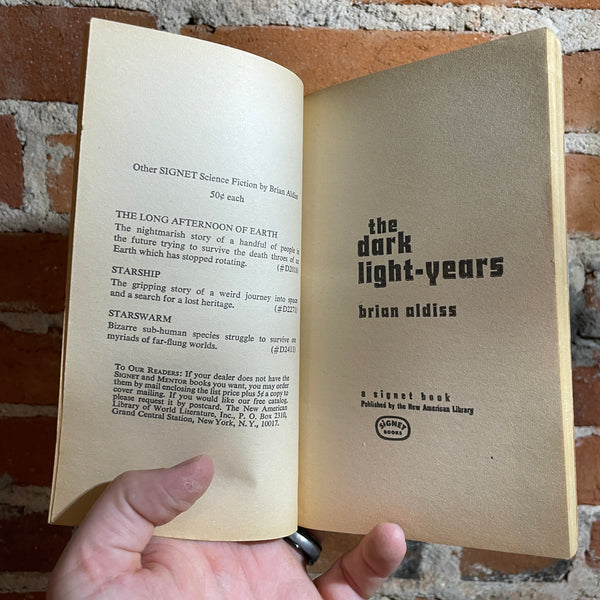 Other SIGNET Science Fiction by Brian Aldiss
50¢ each
THE LONG AFTERNOON OF EARTH
The nightmarish story of a handful of people in
the future trying to survive the death throes of an
Earth which has stopped rotating. (#D2018)
STARSHIP
The gripping story of a weird journey into space
and a search for a lost heritage. (#D2271)
STARSWARM
Bizarre sub-human species struggle to survive on
myriads of far-flung worlds. (#D2411)
TO OUR READERS: If your dealer does not have the
SIGNET and MENTOR books you want, you may order
them by mail enclosing the list price plus 5¢ a copy to
cover mailing. If you would like our free catalog,
please request it by postcard. The New American
Library of World Literature, Inc., P. O. Box 2310,
Grand Central Station, New York, N.Y., 10017.
the
dark
light-years
brian aldiss
a signet book
Published by the New American Library
SIGNET
BOOKS